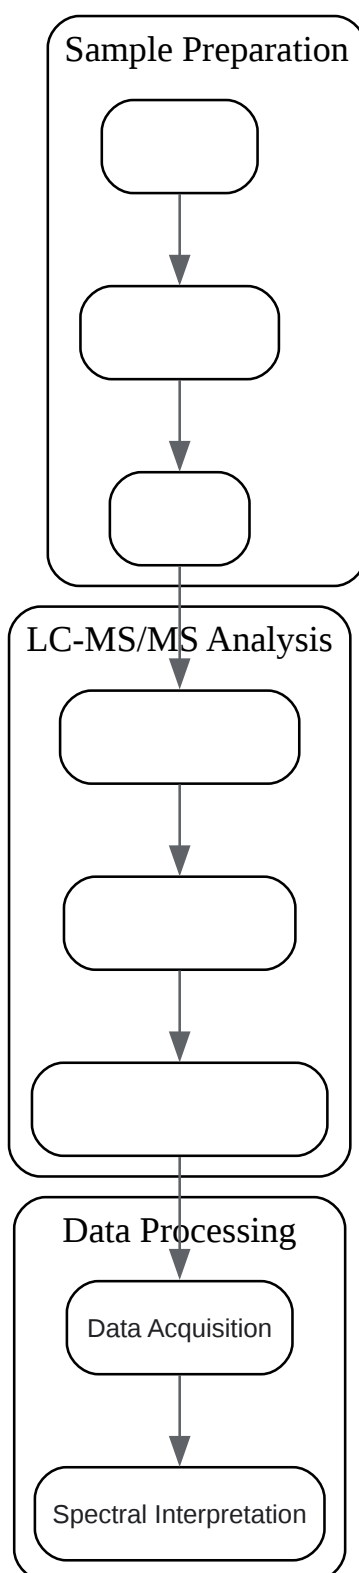 Sample Preparation
LC-MS/MS Analysis
Data Processing
Data Acquisition
Spectral Interpretation